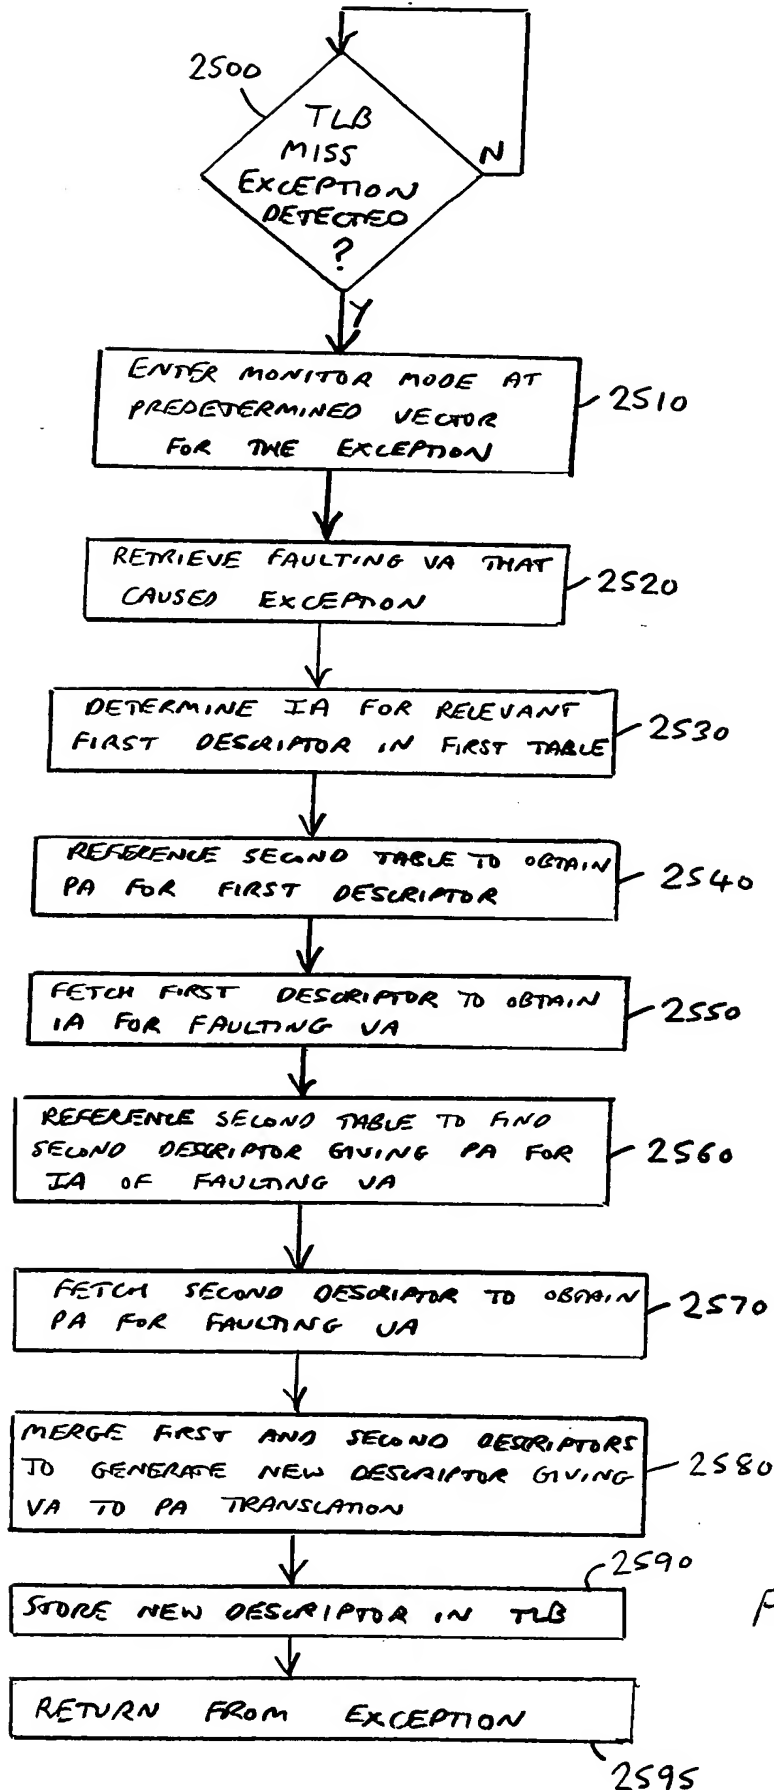 2500
TLB
MISS
EXCEPTION
DETECTED
?
N
Y
ENTER MONITOR MODE AT
PREDETERMINED VECTOR
FOR THE EXCEPTION
2510
RETRIEVE FAULTING VA THAT
CAUSED EXCEPTION
2520
DETERMINE IA FOR RELEVANT
FIRST DESCRIPTOR IN FIRST TABLE
2530
REFERENCE SECOND TABLE TO OBTAIN
PA FOR FIRST DESCRIPTOR
2540
FETCH FIRST DESCRIPTOR TO OBTAIN
IA FOR FAULTING VA
2550
REFERENCE SECOND TABLE TO FIND
SECOND DESCRIPTOR GIVING PA FOR
IA OF FAULTING VA
2560
FETCH SECOND DESCRIPTOR TO OBTAIN
PA FOR FAULTING VA
2570
MERGE FIRST AND SECOND DESCRIPTORS
TO GENERATE NEW DESCRIPTOR GIVING
VA TO PA TRANSLATION
2580
2590
STORE NEW DESCRIPTOR IN TLB
RETURN FROM EXCEPTION
2595